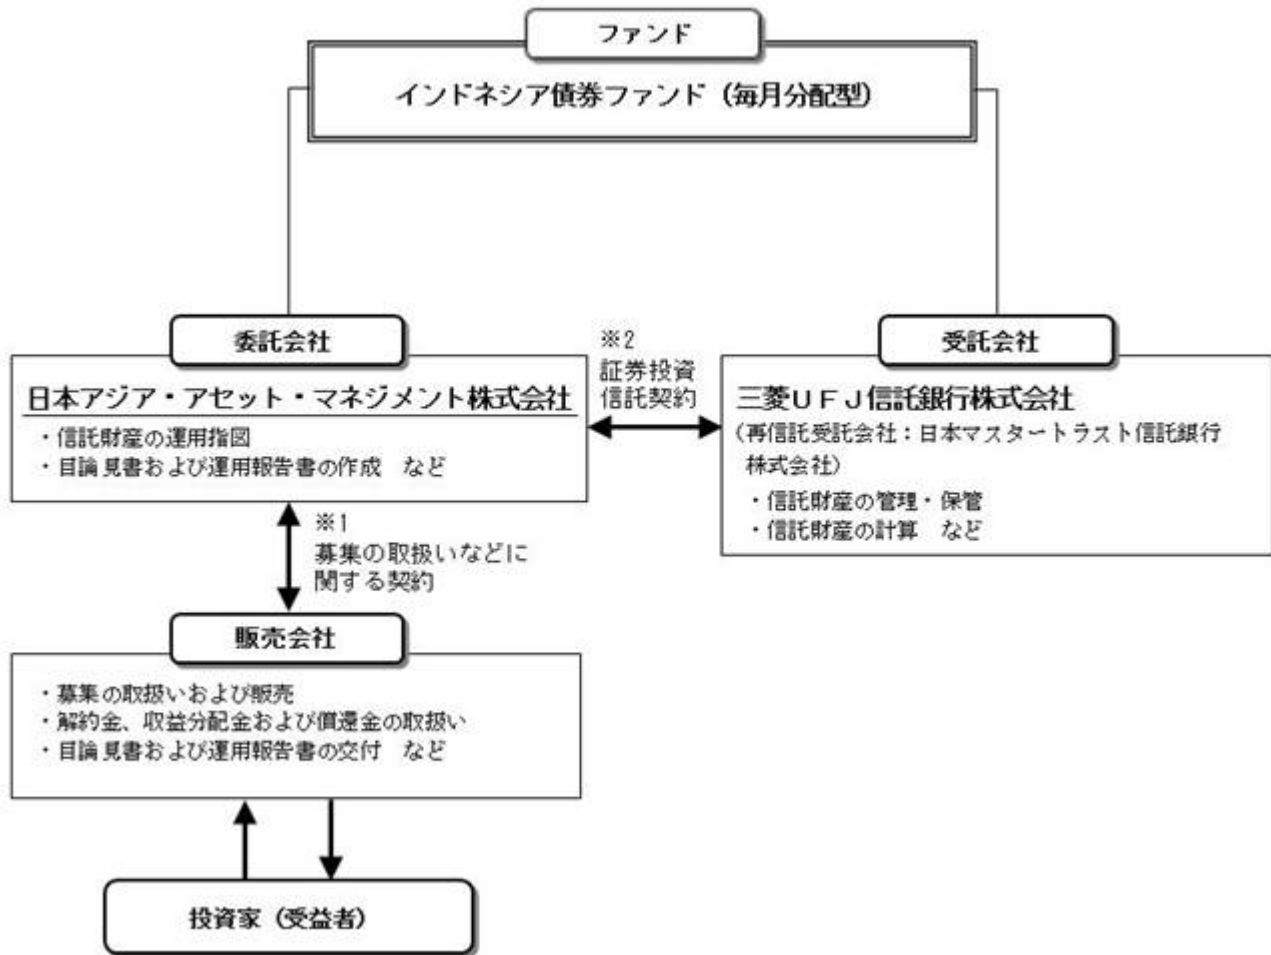 ファンド
インドネシア債券ファンド（毎月分配型）
委託会社
日本アジア・アセット・マネジメント株式会社
・信託財産の運用指図
・目論見書および運用報告書の作成　など
※2
証券投資
信託契約
受託会社
三菱ＵＦＪ信託銀行株式会社
（再信託受託会社：日本マスタートラスト信託銀行
株式会社）
・信託財産の管理・保管
・信託財産の計算　など
※1
募集の取扱いなどに
関する契約
販売会社
・募集の取扱いおよび販売
・解約金、収益分配金および償還金の取扱い
・目論見書および運用報告書の交付　など
投資家（受益者）